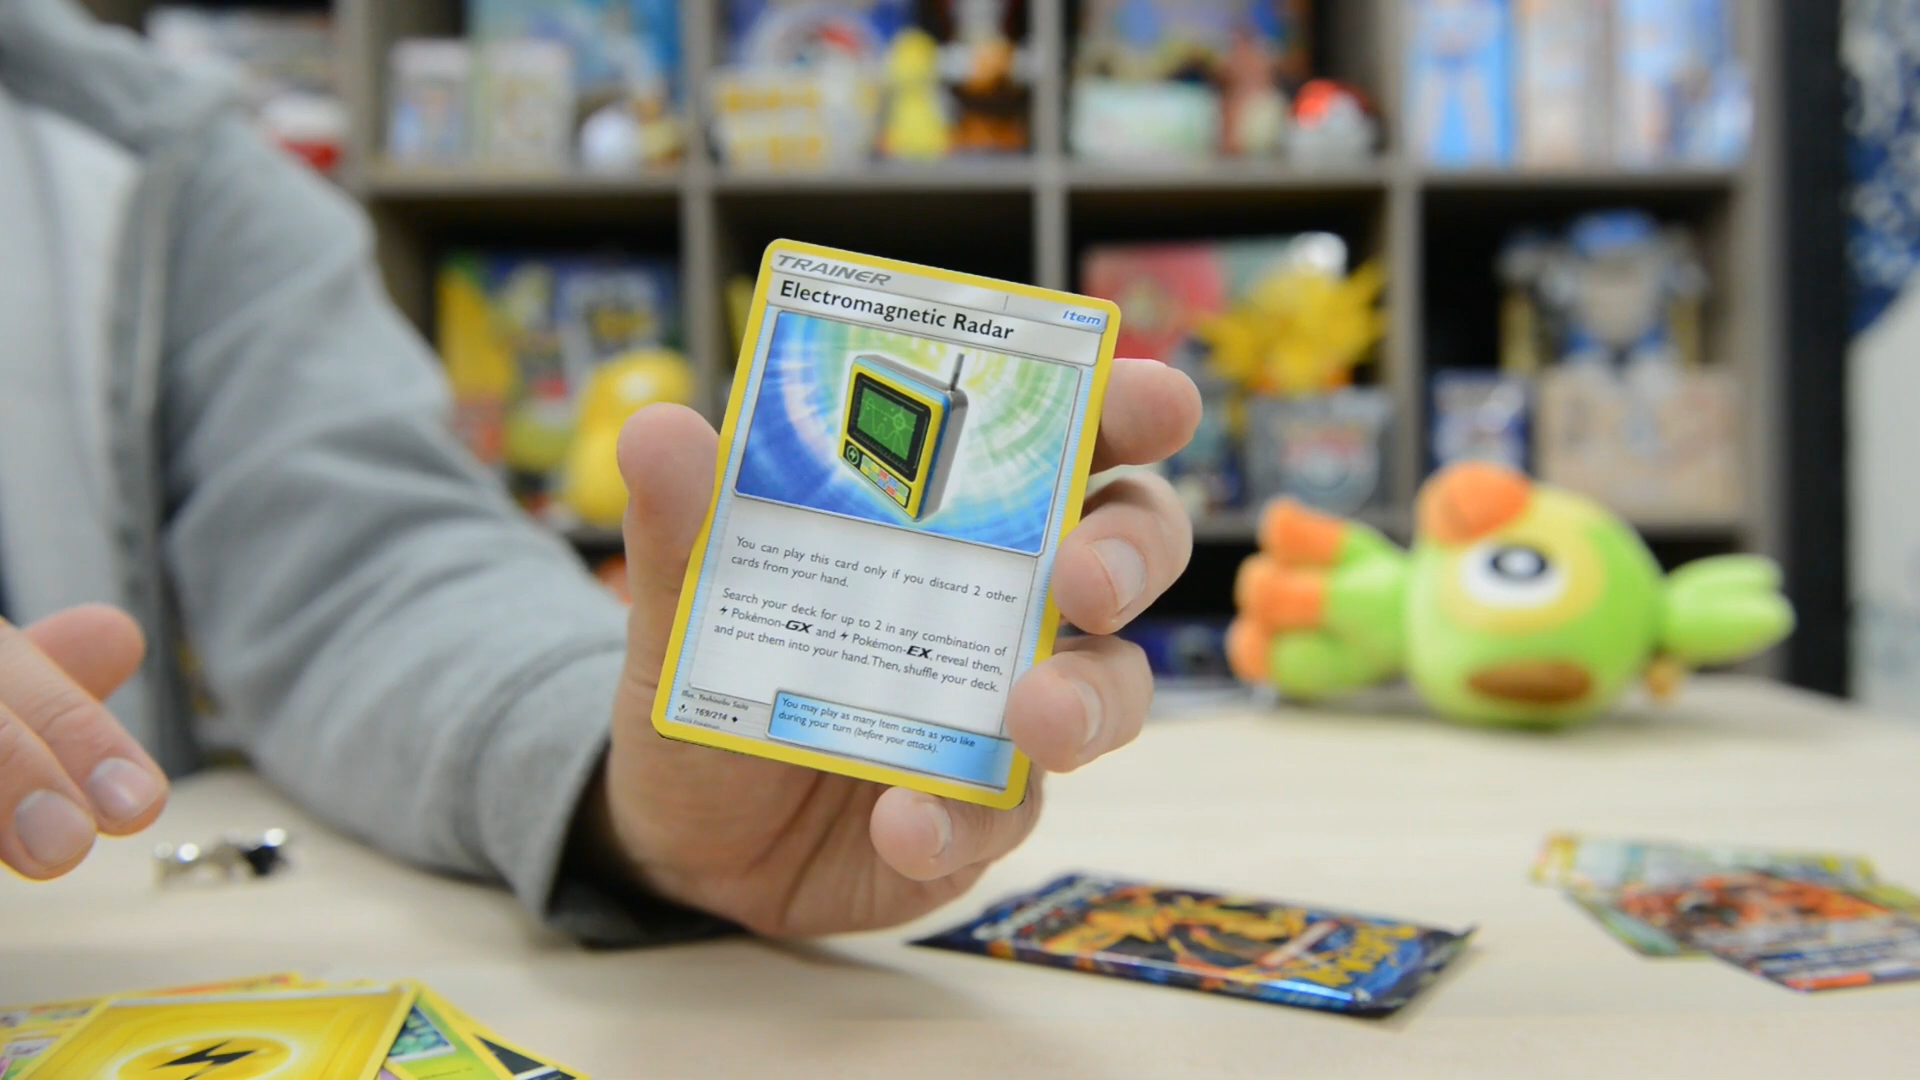 TRAINER
Electromagnetic Radar
Item
You can play this card only if you discard 2 other
cards from your hand.
Search your deck for up to 2 in any combination of
Pokémon-GX and Pokémon-EX, reveal them,
and put them into your hand. Then, shuffle your deck.
Illus. Yoshinobu Saito
169/214
You may play as many Item cards as you like
during your turn (before your attack).